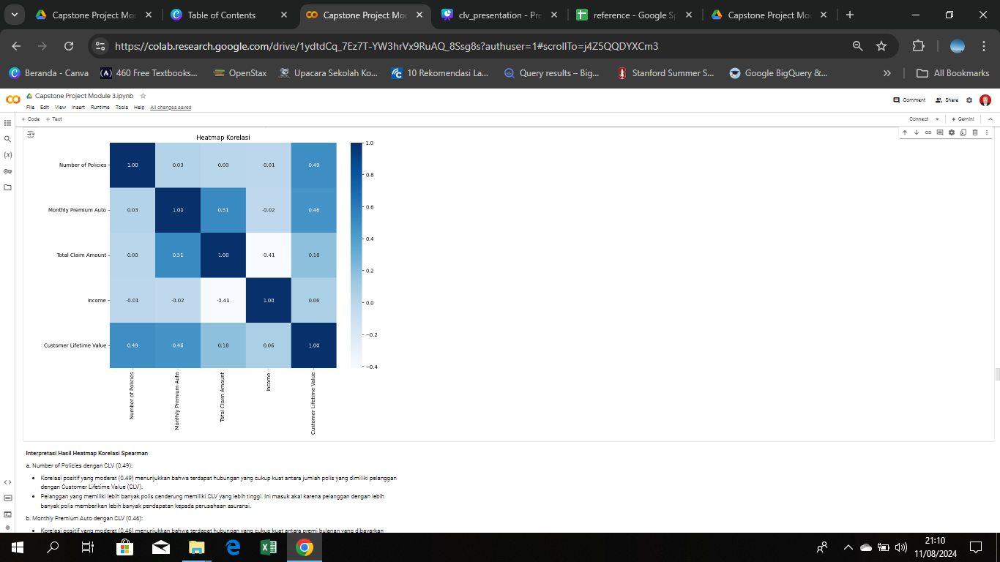 Capstone Project Mo
Table of Contents
Capstone Project Mo
clv_presentation - Pre
reference - Google Sp
Capstone Project Mo
https://colab.research.google.com/drive/1ydtdCq_7Ez7T-YW3hrVx9RuAQ_8Ssg8s?authuser=1#scrollTo=j4Z5QQDYXCm3
Beranda - Canva
460 Free Textbooks...
OpenStax
Upacara Sekolah Ko...
10 Rekomendasi La...
Query results – Big...
Stanford Summer S...
Google BigQuery &...
All Bookmarks
Capstone Project Module 3.ipynb
File Edit View Insert Runtime Tools Help All changes saved
Comment
Share
+ Code + Text
Connect
Gemini
Heatmap Korelasi
Number of Policies 1.00 0.03 0.00 -0.01 0.49
Monthly Premium Auto 0.03 1.00 0.51 -0.02 0.46
Total Claim Amount 0.00 0.51 1.00 -0.41 0.18
Income -0.01 -0.02 -0.41 1.00 0.06
Customer Lifetime Value 0.49 0.46 0.18 0.06 1.00
Number of Policies
Monthly Premium Auto
Total Claim Amount
Income
Customer Lifetime Value
1.0
0.8
0.6
0.4
0.2
0.0
−0.2
−0.4
Interpretasi Hasil Heatmap Korelasi Spearman
a. Number of Policies dengan CLV (0.49):
• Korelasi positif yang moderat (0.49) menunjukkan bahwa terdapat hubungan yang cukup kuat antara jumlah polis yang dimiliki pelanggan
dengan Customer Lifetime Value (CLV).
• Pelanggan yang memiliki lebih banyak polis cenderung memiliki CLV yang lebih tinggi. Ini masuk akal karena pelanggan dengan lebih
banyak polis memberikan lebih banyak pendapatan kepada perusahaan asuransi.
b. Monthly Premium Auto dengan CLV (0.46):
• Korelasi positif yang moderat (0.46) menunjukkan bahwa terdapat hubungan yang cukup kuat antara premi bulanan yang dibayarkan
21:10
11/08/2024